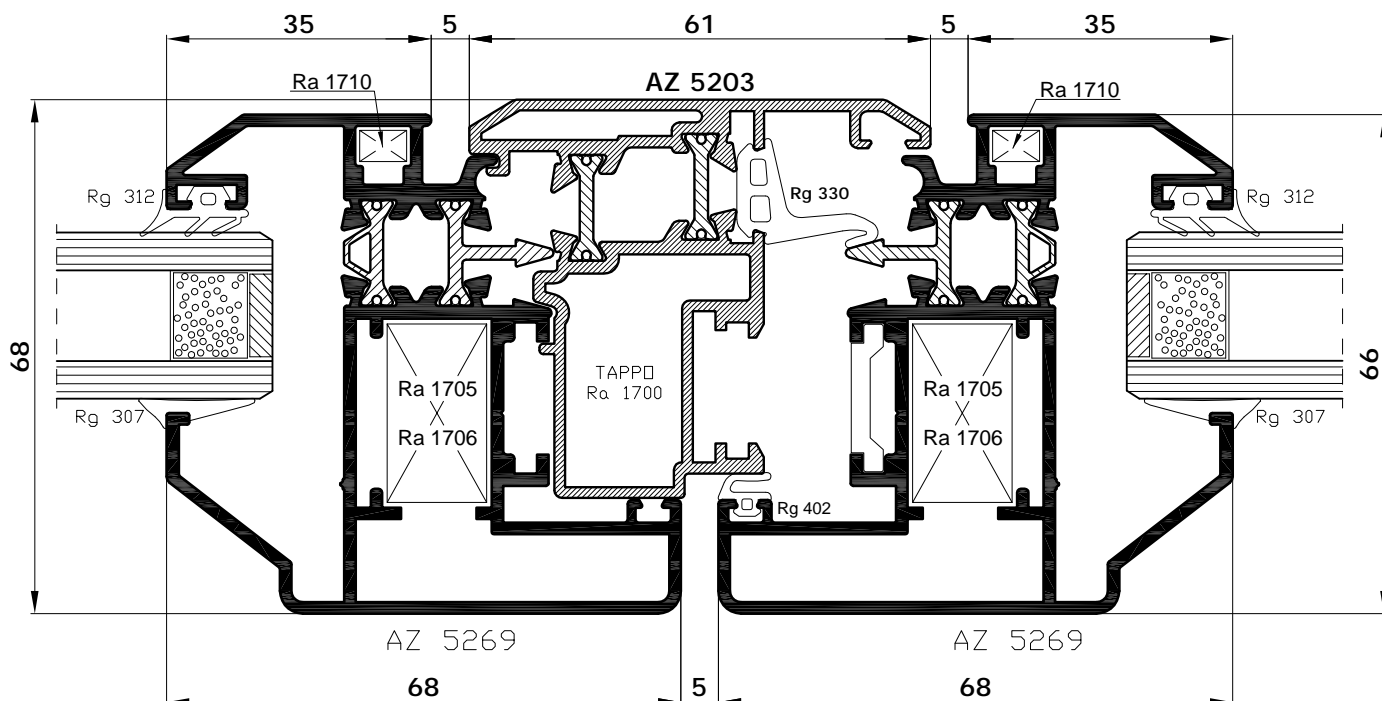 35 5 61 5 35
Ra 1710 AZ 5203 Ra 1710
Rg 312 Rg 330 Rg 312
68 66
TAPPO
Ra 1700
Ra 1705 Ra 1705
Ra 1706 Ra 1706
Rg 307 Rg 307
Rg 402
AZ 5269 AZ 5269
68 5 68